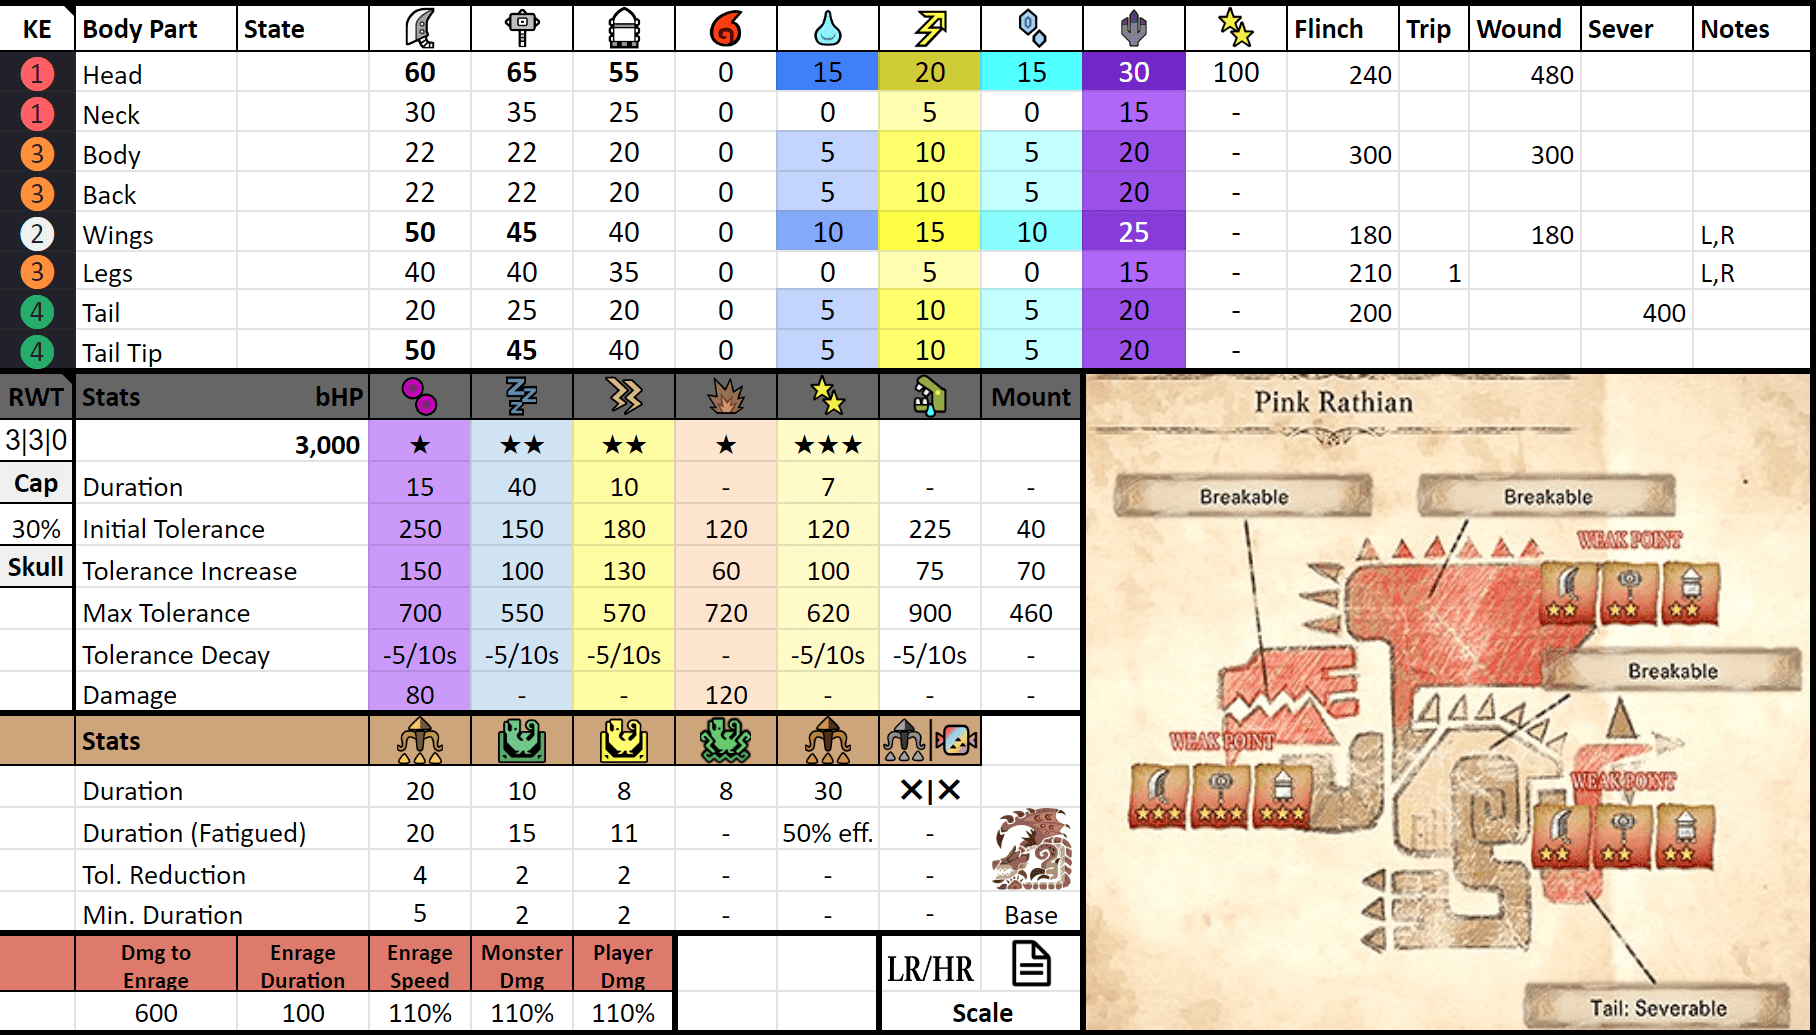 KE Body Part State Flinch Trip Wound Sever Notes
1 Head 60 65 55 0 15 20 15 30 100 240 480
1 Neck 30 35 25 0 0 5 0 15 -
3 Body 22 22 20 0 5 10 5 20 - 300 300
3 Back 22 22 20 0 5 10 5 20 -
2 Wings 50 45 40 0 10 15 10 25 - 180 180 L,R
3 Legs 40 40 35 0 0 5 0 15 - 210 1 L,R
4 Tail 20 25 20 0 5 10 5 20 - 200 400
4 Tail Tip 50 45 40 0 5 10 5 20 -
RWT Stats bHP Mount
3|3|0 3,000 ★ ★★ ★★ ★ ★★★
Cap Duration 15 40 10 - 7 - -
30% Initial Tolerance 250 150 180 120 120 225 40
Skull Tolerance Increase 150 100 130 60 100 75 70
Max Tolerance 700 550 570 720 620 900 460
Tolerance Decay -5/10s -5/10s -5/10s - -5/10s -5/10s -
Damage 80 - - 120 - - -
Stats
Duration 20 10 8 8 30 ✕|✕
Duration (Fatigued) 20 15 11 - 50% eff. -
Tol. Reduction 4 2 2 - - -
Min. Duration 5 2 2 - - - Base
Dmg to Enrage Enrage Monster Player
Enrage Duration Speed Dmg Dmg
600 100 110% 110% 110%
LR/HR
Scale
Pink Rathian
Breakable Breakable
WEAK POINT
Breakable
WEAK POINT
WEAK POINT
Tail: Severable